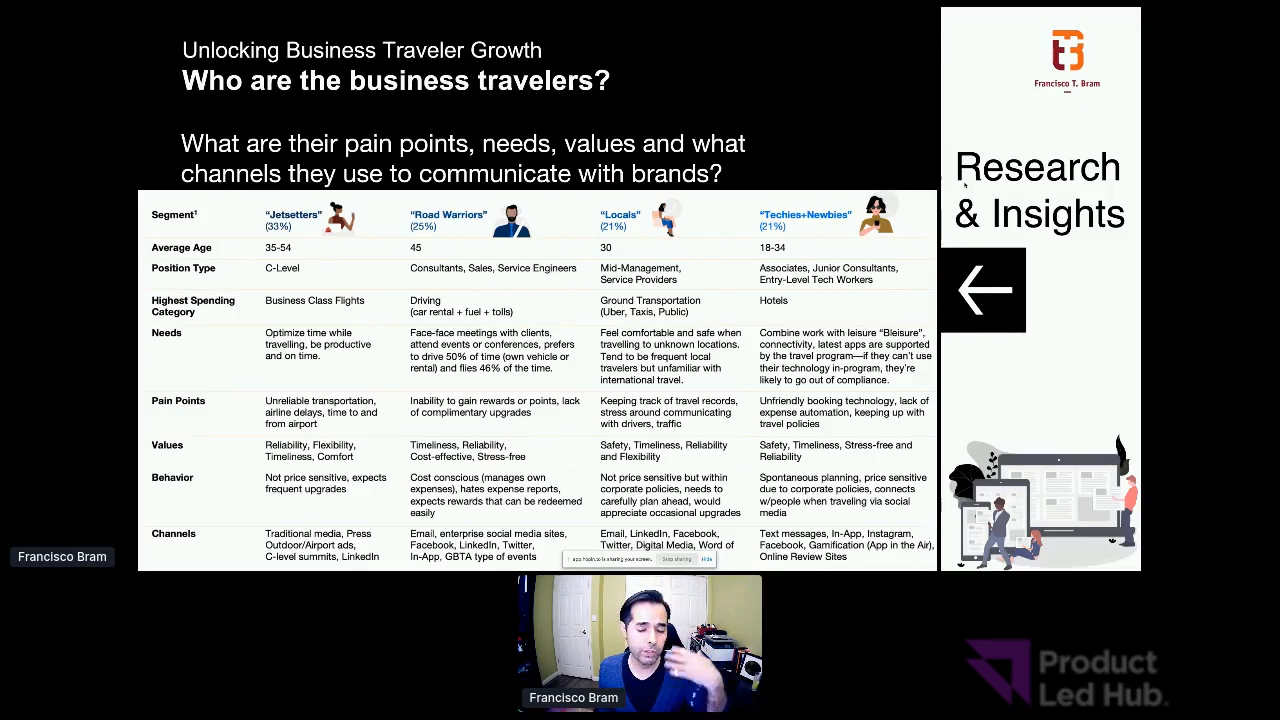 Unlocking Business Traveler Growth
Who are the business travelers?
What are their pain points, needs, values and what
channels they use to communicate with brands?
Segment1
"Jetsetters"
(33%)
"Road Warriors"
(25%)
"Locals"
(21%)
"Techies+Newbies"
(21%)
Average Age
35-54
45
30
18-34
Position Type
C-Level
Consultants, Sales, Service Engineers
Mid-Management,
Service Providers
Associates, Junior Consultants,
Entry-Level Tech Workers
Highest Spending
Category
Business Class Flights
Driving
(car rental + fuel + tolls)
Ground Transportation
(Uber, Taxis, Public)
Hotels
Needs
Optimize time while
travelling, be productive
and on time.
Face-face meetings with clients,
attend events or conferences, prefers
to drive 50% of time (own vehicle or
rental) and flies 46% of the time.
Feel comfortable and safe when
travelling to unknown locations.
Tend to be frequent local
travelers but unfamiliar with
international travel.
Combine work with leisure "Bleisure",
connectivity, latest apps are supported
by the travel program—if they can't use
their technology in-program, they're
likely to go out of compliance.
Pain Points
Unreliable transportation,
airline delays, time to and
from airport
Inability to gain rewards or points, lack
of complimentary upgrades
Keeping track of travel records,
stress around communicating
with drivers, traffic
Unfriendly booking technology, lack of
expense automation, keeping up with
travel policies
Values
Reliability, Flexibility,
Timeliness, Comfort
Timeliness, Reliability,
Cost-effective, Stress-free
Safety, Timeliness, Reliability
and Flexibility
Safety, Timeliness, Stress-free and
Reliability
Behavior
Not price sensitive, expects
frequent upgrades
Cost conscious (manages own
expenses), hates expense reports,
expects rewards that can be redeemed
easily
Not price sensitive but within
corporate policies, needs to
carefully plan ahead, would
appreciate occasional upgrades
Spontaneous planning, price sensitive
due to corporate policies, connects
w/people when traveling via social
media
Channels
Traditional media, Press
Outdoor/Airport ads,
C-level summits, LinkedIn
Email, enterprise social media sites,
Facebook, LinkedIn, Twitter,
In-App, GBTA type of events
Email, LinkedIn, Facebook,
Twitter, Digital Media, Word of
Text messages, In-App, Instagram,
Facebook, Gamification (App in the Air),
Online Review Sites
app.hopin.to is sharing your screen.
Stop sharing
Hide
Francisco T. Bram
Research
& Insights
Francisco Bram
Francisco Bram
Product
Led Hub.